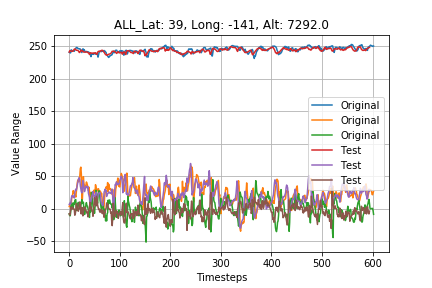 ALL_Lat: 39, Long: -141, Alt: 7292.0
250
200
150
100
50
0
−50
Value Range
Original
Original
Original
Test
Test
Test
0
100
200
300
400
500
600
Timesteps